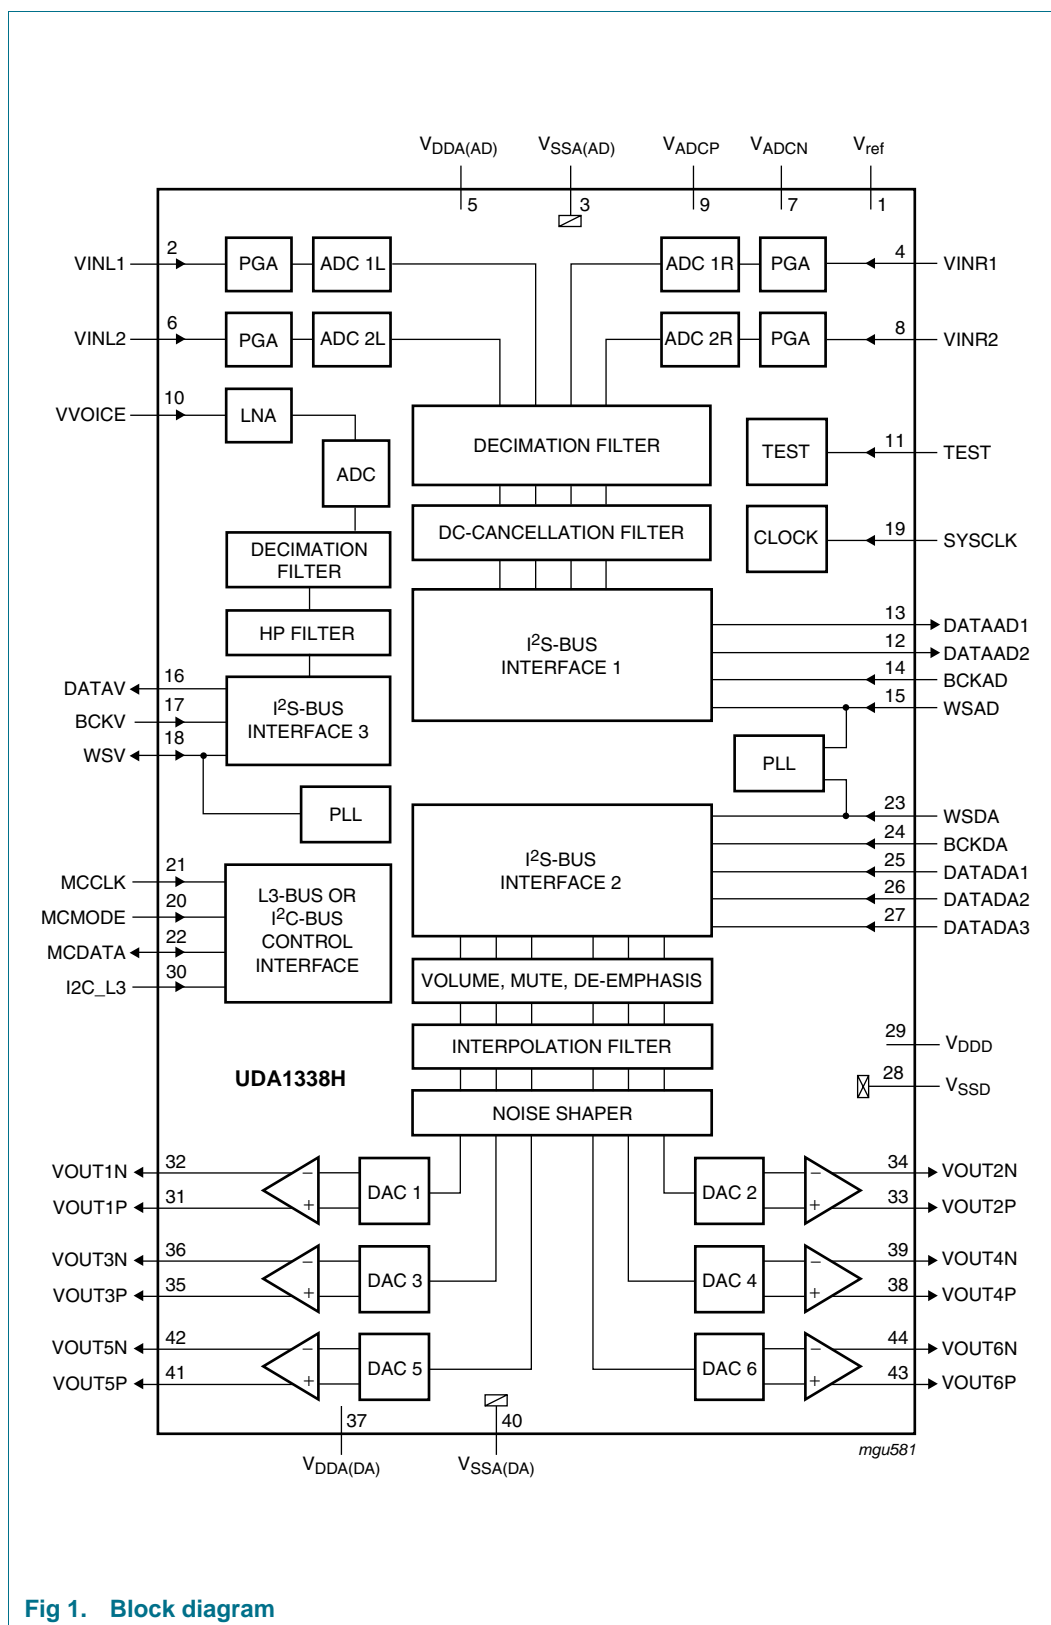 VDDA(AD) VSSA(AD) VADCP VADCN Vref
5 3 9 7 1
VINL1 2 PGA ADC 1L ADC 1R PGA 4 VINR1
VINL2 6 PGA ADC 2L ADC 2R PGA 8 VINR2
VVOICE 10 LNA
ADC
DECIMATION FILTER
TEST 11 TEST
DC-CANCELLATION FILTER
CLOCK 19 SYSCLK
DECIMATION
FILTER
HP FILTER
I2S-BUS
INTERFACE 1
13 DATAAD1
12 DATAAD2
14 BCKAD
15 WSAD
DATAV 16
BCKV 17
WSV 18
I2S-BUS
INTERFACE 3
PLL
PLL
I2S-BUS
INTERFACE 2
23 WSDA
24 BCKDA
25 DATADA1
26 DATADA2
27 DATADA3
MCCLK 21
MCMODE 20
MCDATA 22
I2C_L3 30
L3-BUS OR
I2C-BUS
CONTROL
INTERFACE
VOLUME, MUTE, DE-EMPHASIS
INTERPOLATION FILTER
NOISE SHAPER
29 VDDD
28 VSSD
UDA1338H
VOUT1N 32 − DAC 1 DAC 2 − 34 VOUT2N
VOUT1P 31 + + 33 VOUT2P
VOUT3N 36 − DAC 3 DAC 4 − 39 VOUT4N
VOUT3P 35 + + 38 VOUT4P
VOUT5N 42 − DAC 5 DAC 6 − 44 VOUT6N
VOUT5P 41 + + 43 VOUT6P
37 40
VDDA(DA) VSSA(DA)
mgu581
Fig 1. Block diagram